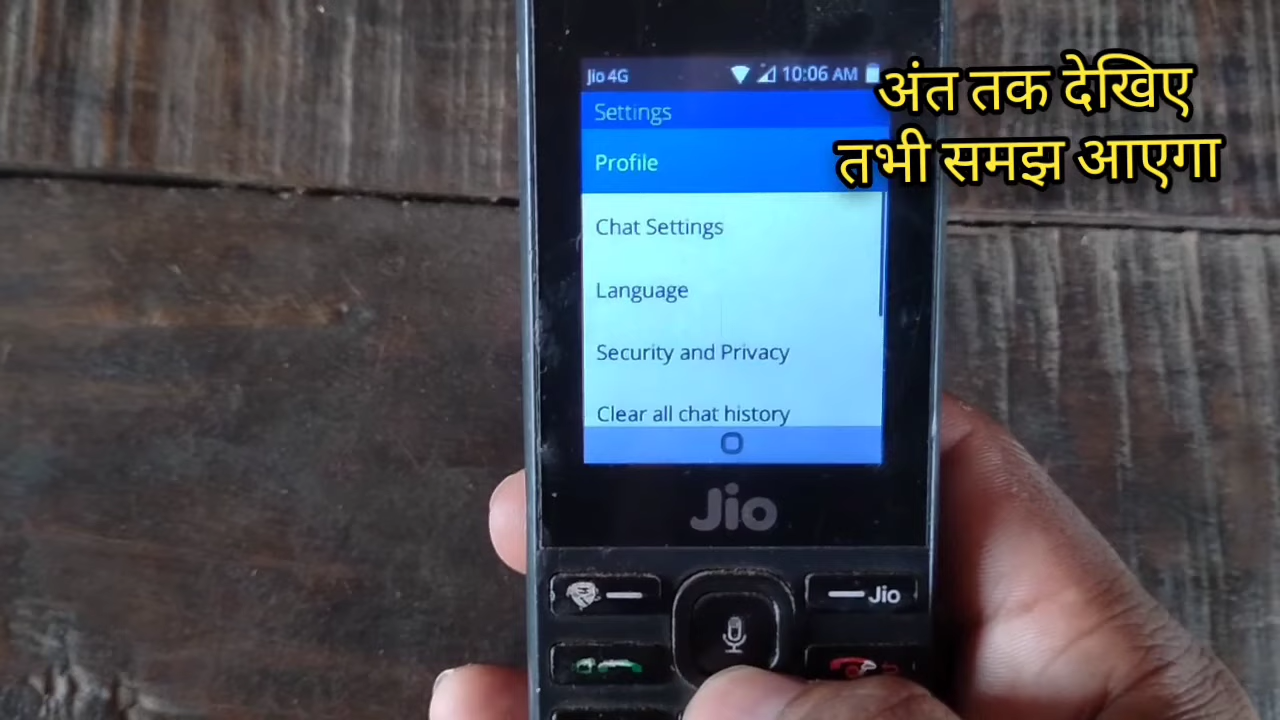 Jio 4G 10:06 AM
अंत तक देखिए
तभी समझ आएगा
Settings
Profile
Chat Settings
Language
Security and Privacy
Clear all chat history
Jio
Jio